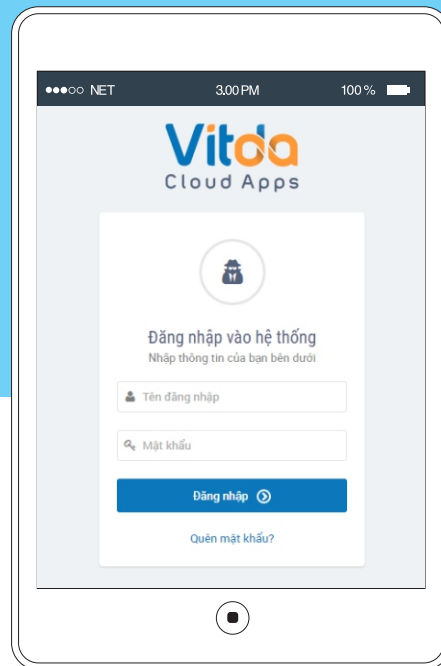 NET 3.00 PM 100 %
Vitda
Cloud Apps
Đăng nhập vào hệ thống
Nhập thông tin của bạn bên dưới
Tên đăng nhập
Mật khẩu
Đăng nhập
Quên mật khẩu?